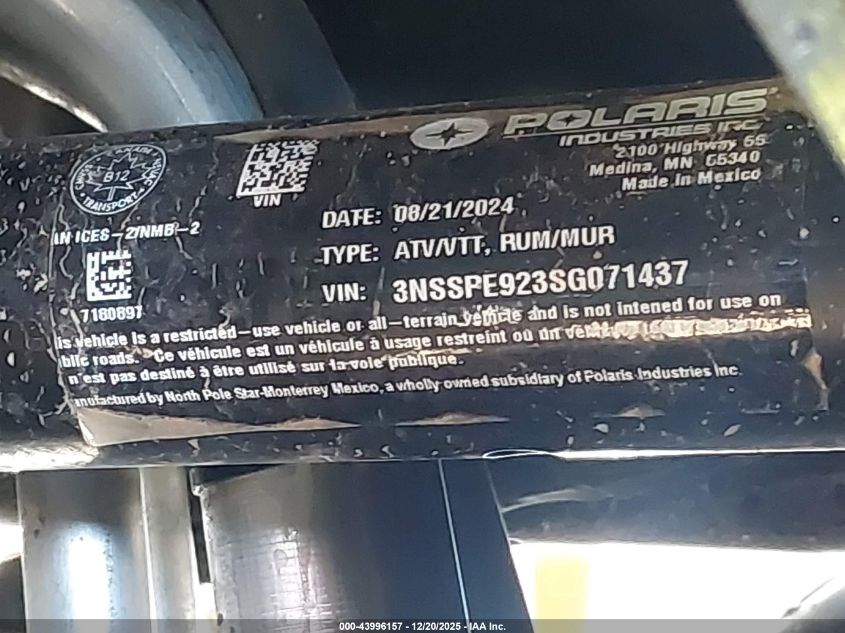 POLARIS
INDUSTRIES INC.
2100 Highway 55
Medina, MN 55340
Made in Mexico
B12
TRANSPORT
VIN
DATE: 08/21/2024
CAN ICES-2/NMB-2
TYPE: ATV/VTT, RUM/MUR
VIN: 3NSSPE923SG071437
7180897
is vehicle is a restricted-use vehicle or all-terrain vehicle and is not intened for use on
blic roads. Ce véhicule est un véhicule à usage restreint ou un
n'est pas destiné à être utilisé sur la voie publique.
anufactured by North Pole Star-Monterrey Mexico, a wholly owned subsidiary of Polaris Industries Inc.
000-43996157 - 12/20/2025 - IAA Inc.